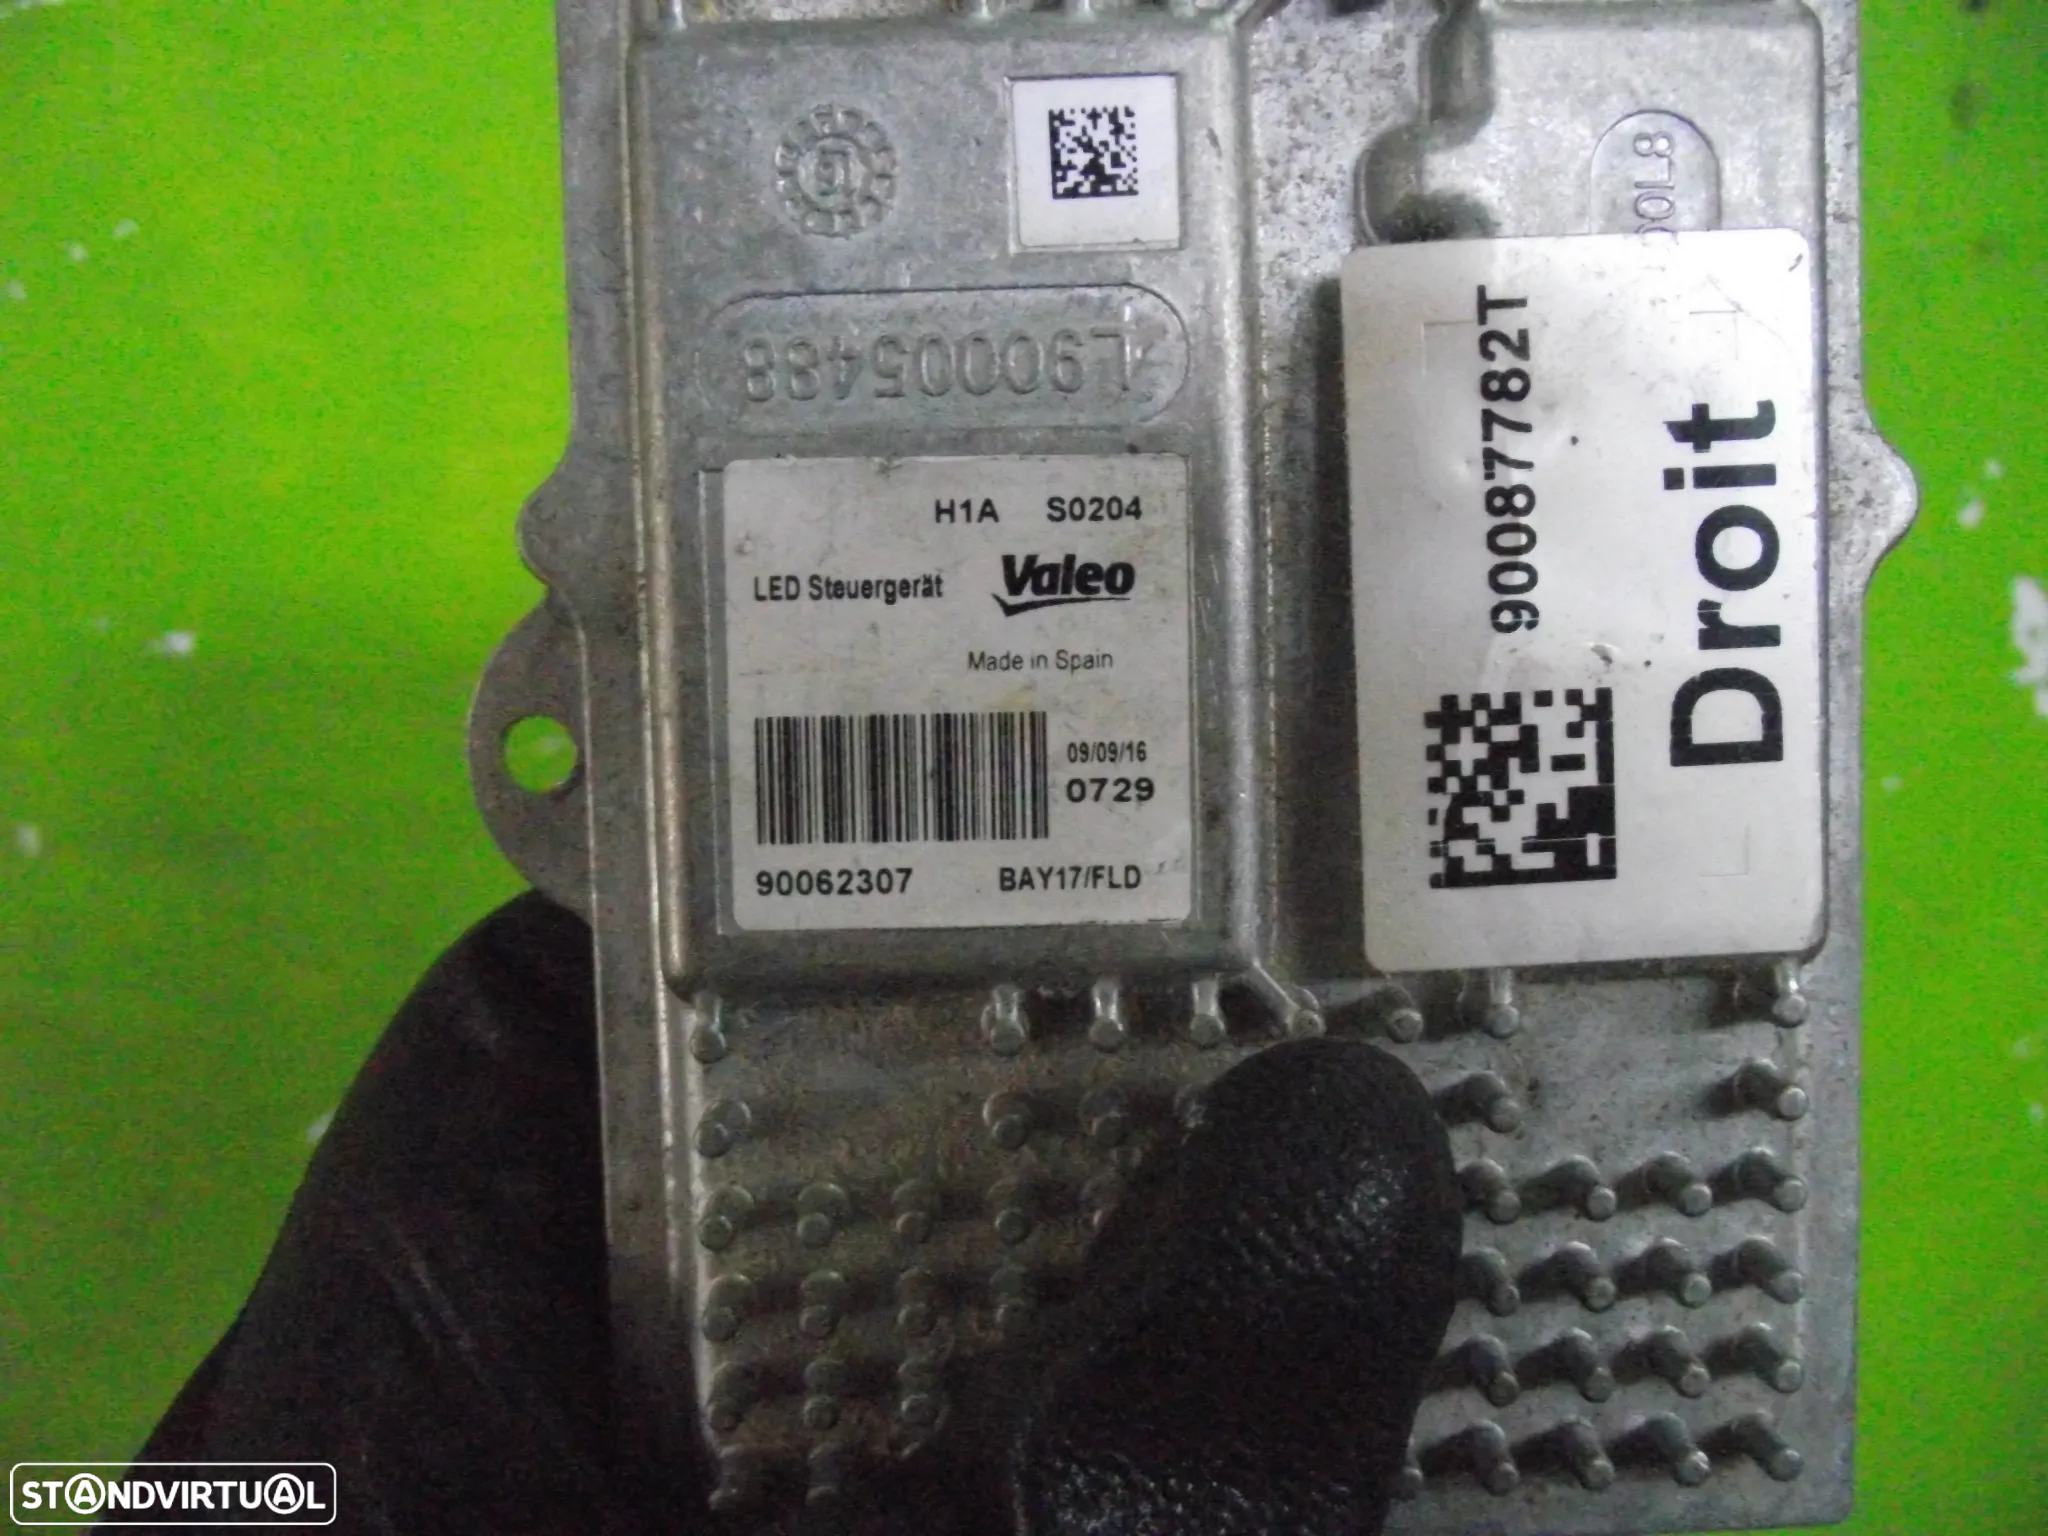 L90005488
H1A S0204
LED Steuergerät Valeo
Made in Spain
09/09/16
0729
90062307 BAY17/FLD
90087782T
Droit
STANDVIRTUAL